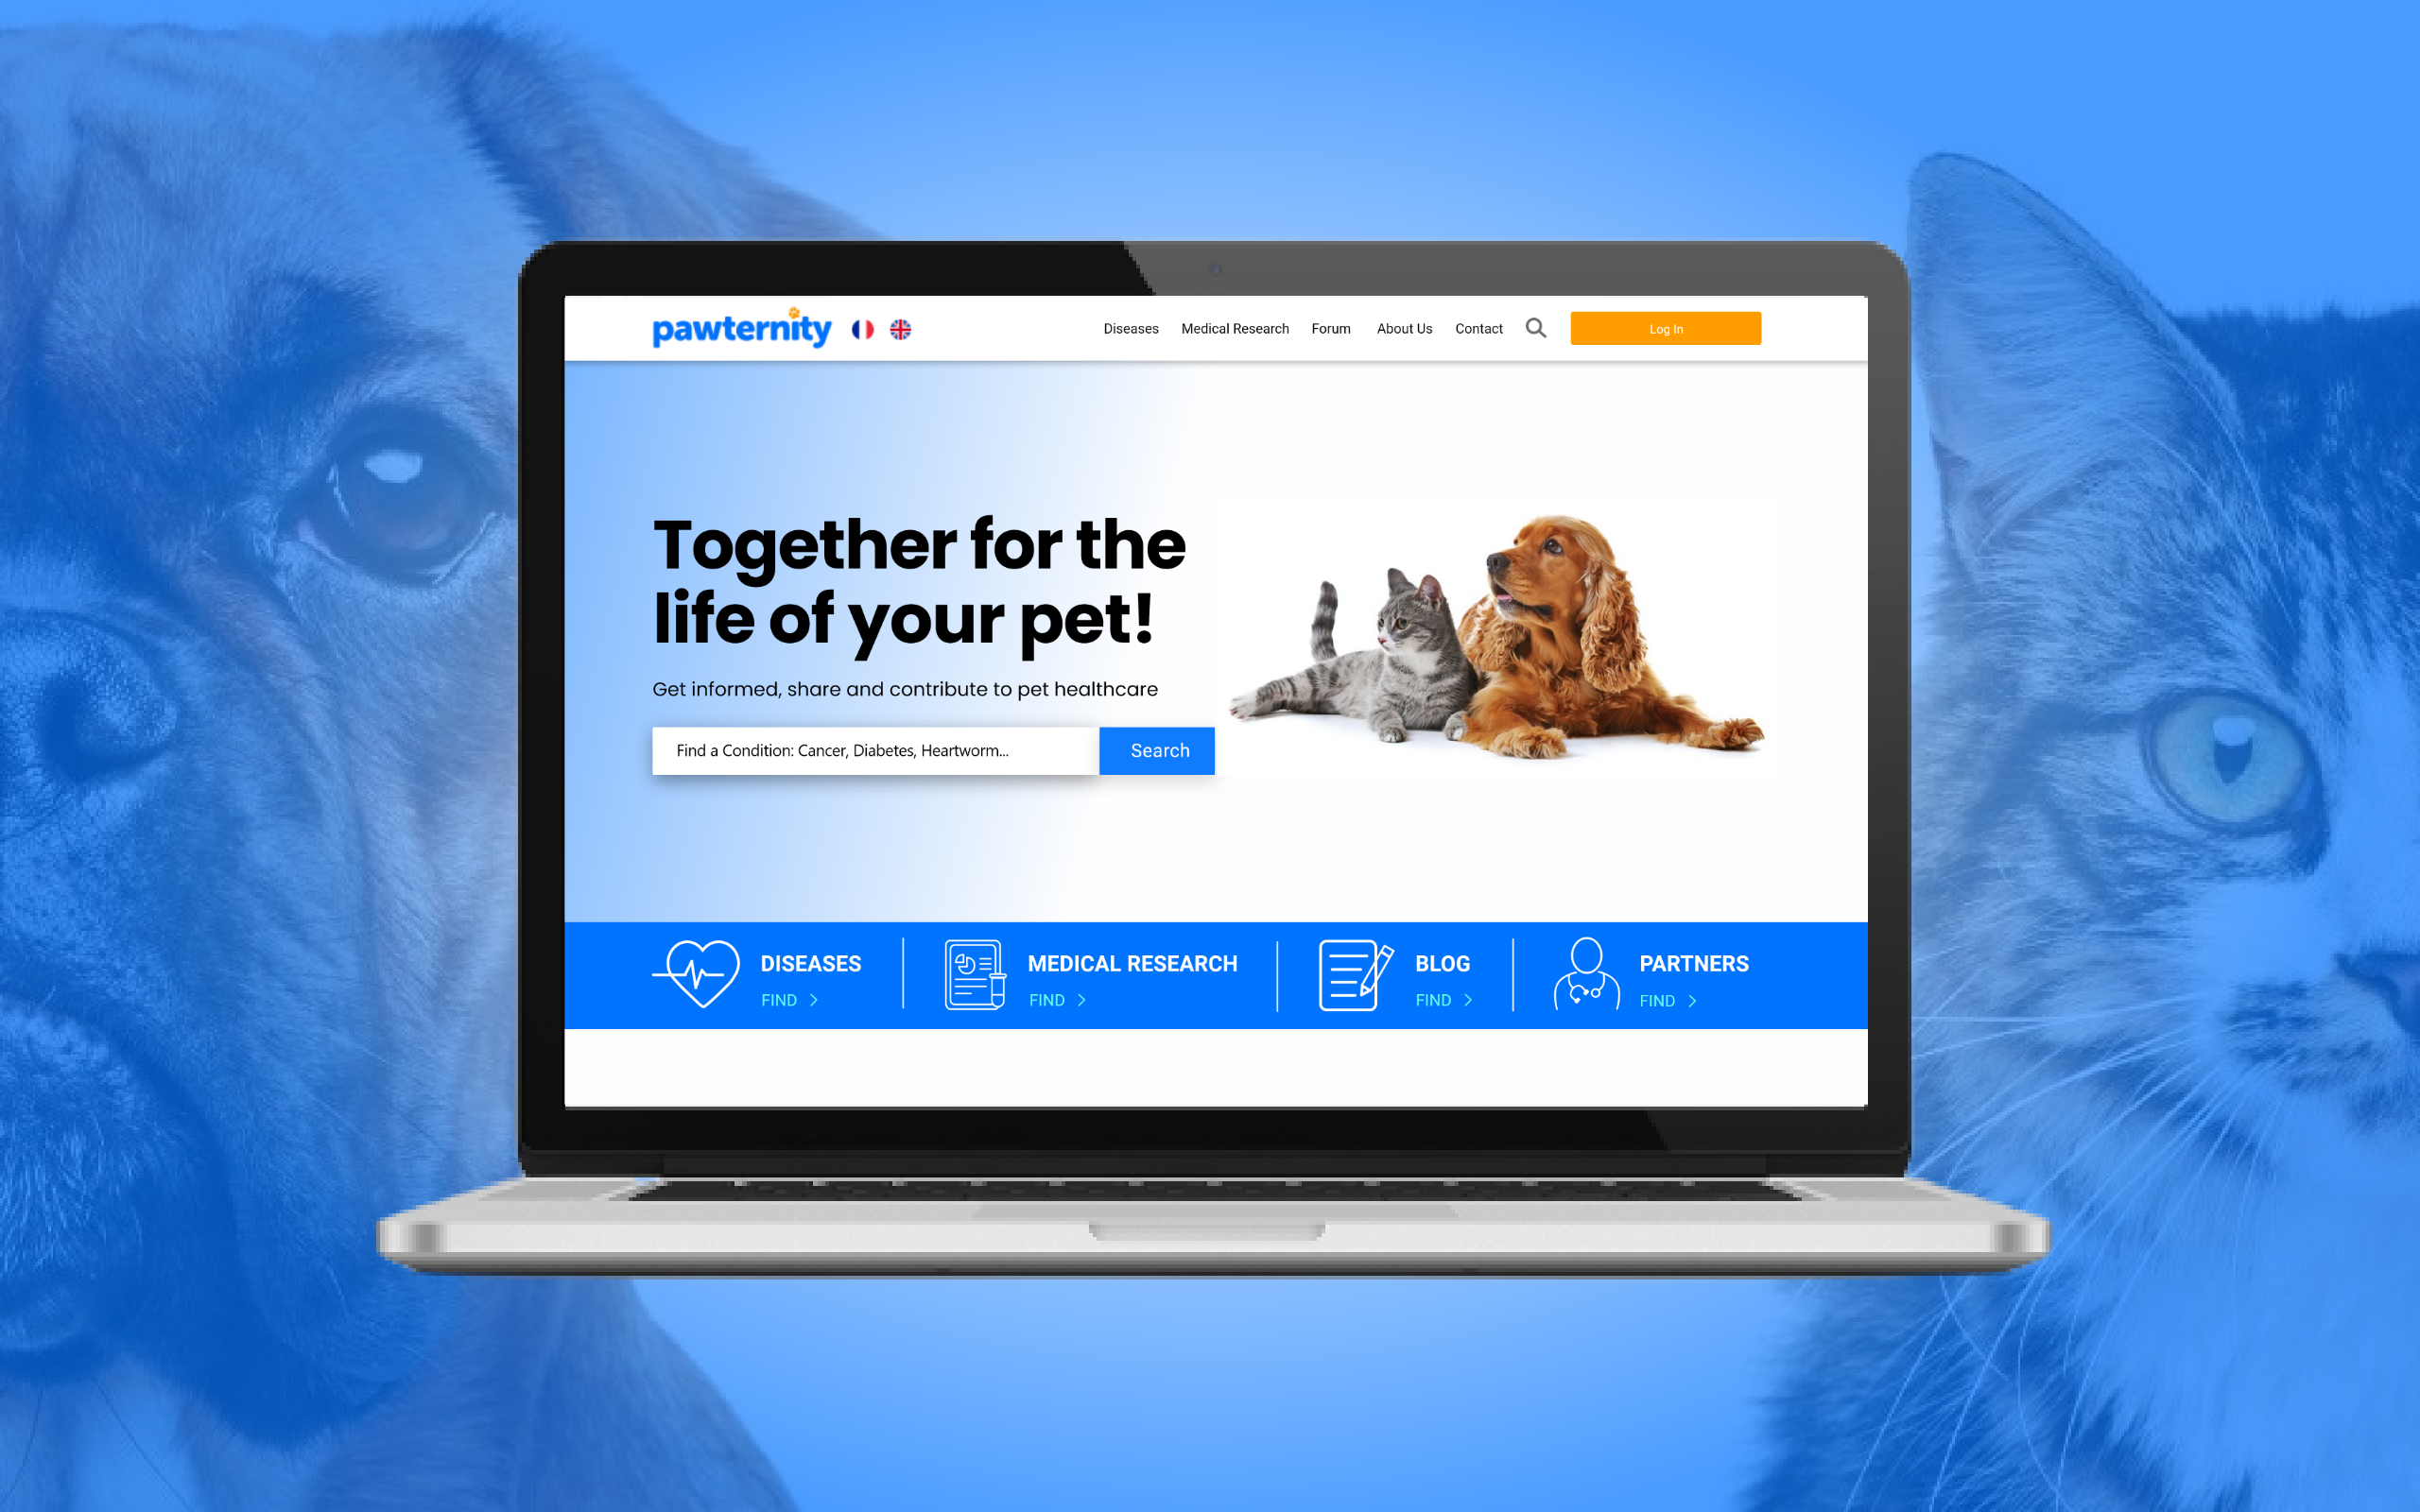 pawternity
Diseases Medical Research Forum About Us Contact Log In
Together for the
life of your pet!
Get informed, share and contribute to pet healthcare
Find a Condition: Cancer, Diabetes, Heartworm... Search
DISEASES
FIND >
MEDICAL RESEARCH
FIND >
BLOG
FIND >
PARTNERS
FIND >